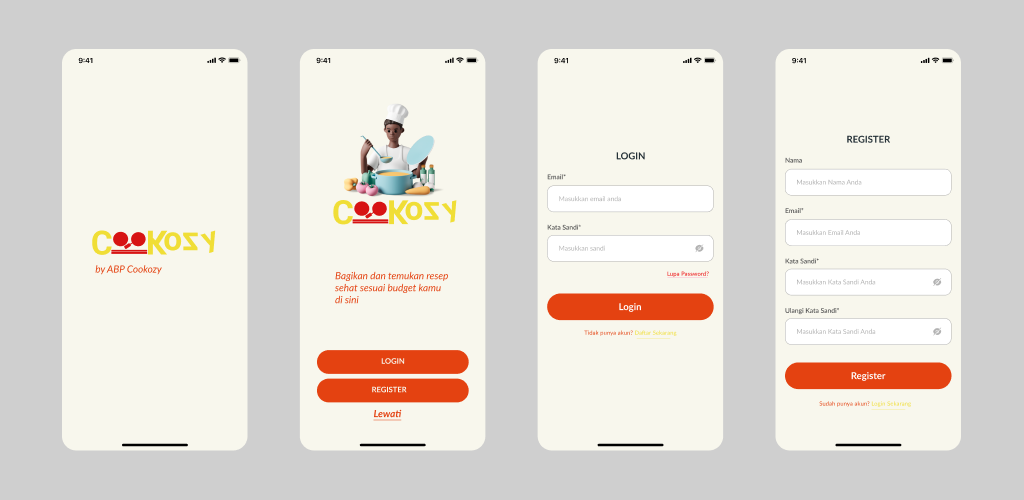 9:41
COOKOZY
by ABP Cookozy
9:41
COOKOZY
Bagikan dan temukan resep
sehat sesuai budget kamu
di sini
LOGIN
REGISTER
Lewati
9:41
LOGIN
Email*
Masukkan email anda
Kata Sandi*
Masukkan sandi
Lupa Password?
Login
Tidak punya akun? Daftar Sekarang
9:41
REGISTER
Nama
Masukkan Nama Anda
Email*
Masukkan Email Anda
Kata Sandi*
Masukkan Kata Sandi Anda
Ulangi Kata Sandi*
Masukkan Kata Sandi Anda
Register
Sudah punya akun? Login Sekarang